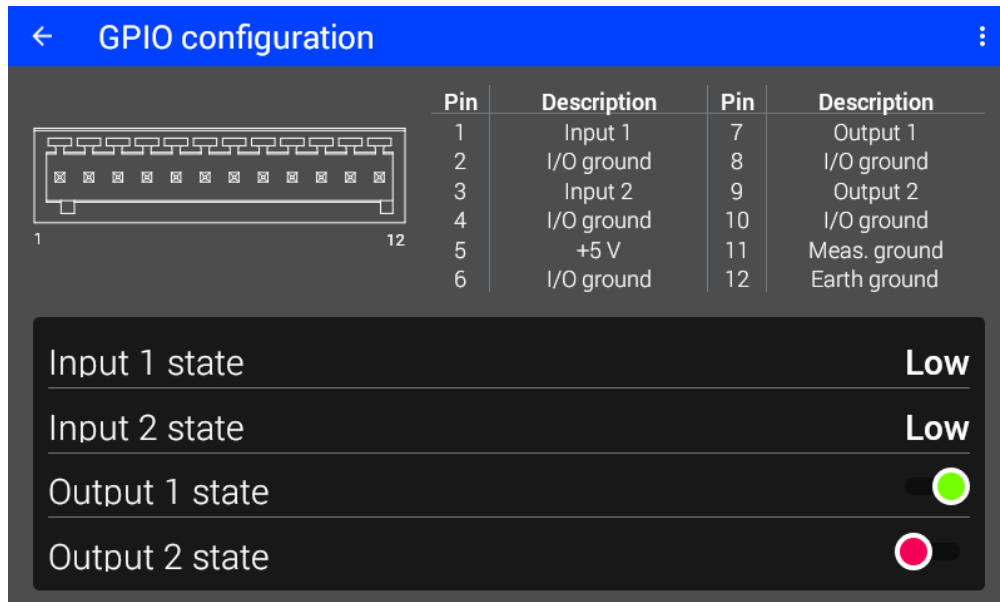 GPIO configuration
Pin Description Pin Description
1 Input 1 7 Output 1
2 I/O ground 8 I/O ground
3 Input 2 9 Output 2
4 I/O ground 10 I/O ground
5 +5 V 11 Meas. ground
6 I/O ground 12 Earth ground
1 12
Input 1 state Low
Input 2 state Low
Output 1 state
Output 2 state